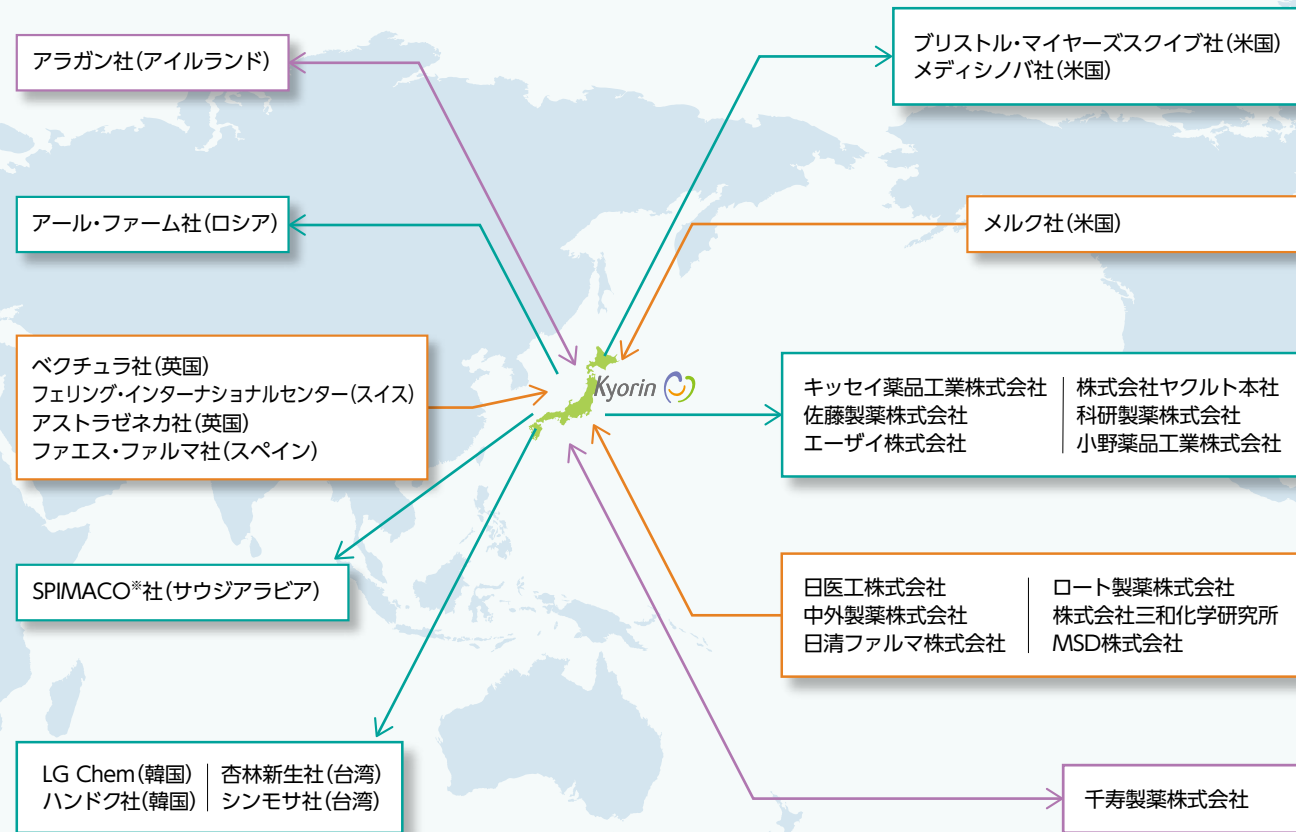 アラガン社(アイルランド)
ブリストル・マイヤーズスクイブ社(米国)
メディシノバ社(米国)
アール・ファーム社(ロシア)
メルク社(米国)
ベクチュラ社(英国)
フェリング・インターナショナルセンター(スイス)
アストラゼネカ社(英国)
ファエス・ファルマ社(スペイン)
Kyorin
キッセイ薬品工業株式会社
佐藤製薬株式会社
エーザイ株式会社
株式会社ヤクルト本社
科研製薬株式会社
小野薬品工業株式会社
SPIMACO※社(サウジアラビア)
日医工株式会社
中外製薬株式会社
日清ファルマ株式会社
ロート製薬株式会社
株式会社三和化学研究所
MSD株式会社
LG Chem(韓国)
ハンドク社(韓国)
杏林新生社(台湾)
シンモサ社(台湾)
千寿製薬株式会社